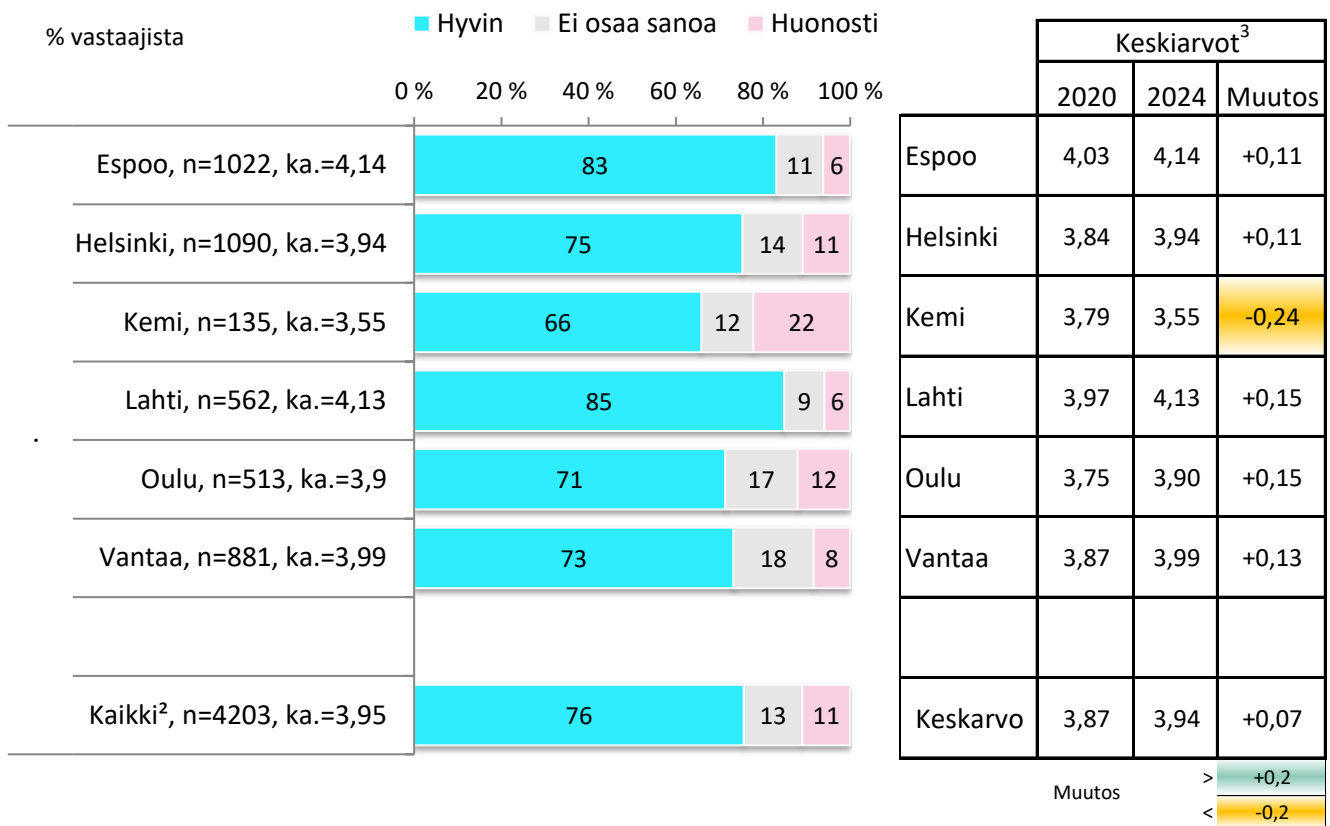 % vastaajista
Hyvin Ei osaa sanoa Huonosti
0 % 20 % 40 % 60 % 80 % 100 %
Espoo, n=1022, ka.=4,14 83 11 6
Helsinki, n=1090, ka.=3,94 75 14 11
Kemi, n=135, ka.=3,55 66 12 22
Lahti, n=562, ka.=4,13 85 9 6
.
Oulu, n=513, ka.=3,9 71 17 12
Vantaa, n=881, ka.=3,99 73 18 8
Kaikki², n=4203, ka.=3,95 76 13 11
Keskiarvot³
2020 2024 Muutos
Espoo 4,03 4,14 +0,11
Helsinki 3,84 3,94 +0,11
Kemi 3,79 3,55 -0,24
Lahti 3,97 4,13 +0,15
Oulu 3,75 3,90 +0,15
Vantaa 3,87 3,99 +0,13
Keskarvo 3,87 3,94 +0,07
Muutos
> +0,2
< -0,2